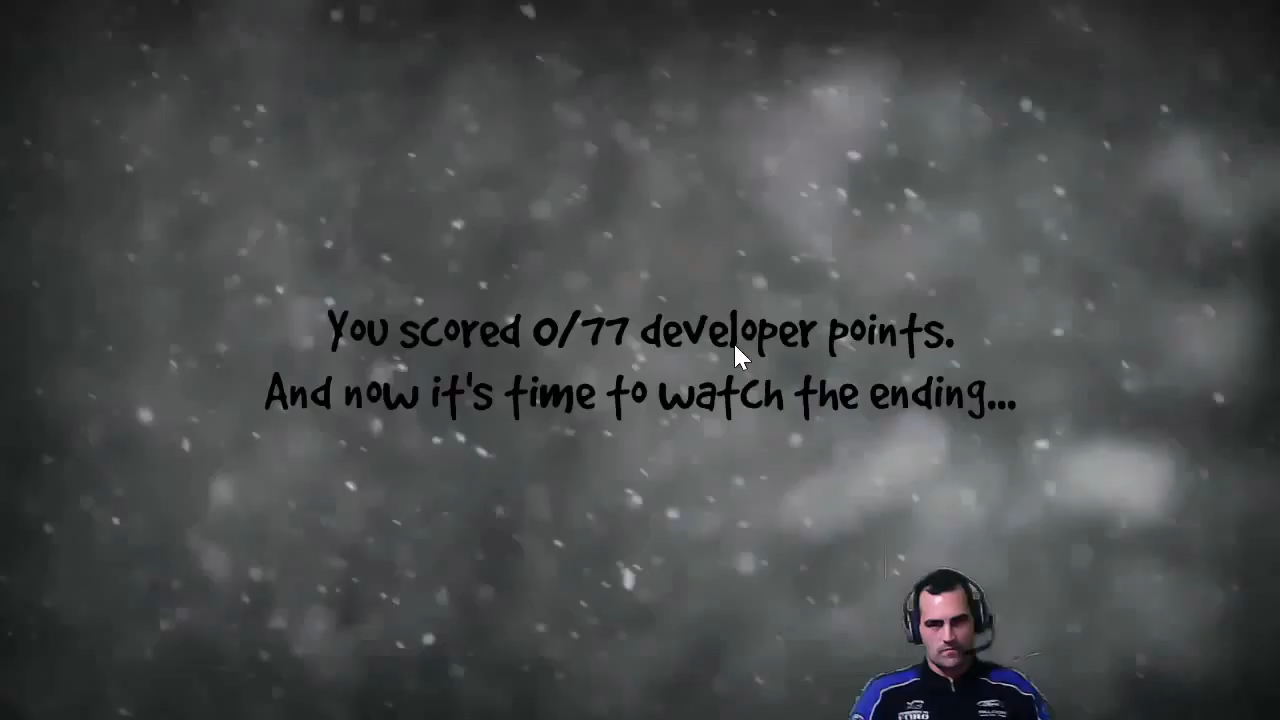 You scored 0/77 developer points.
And now it's time to watch the ending...